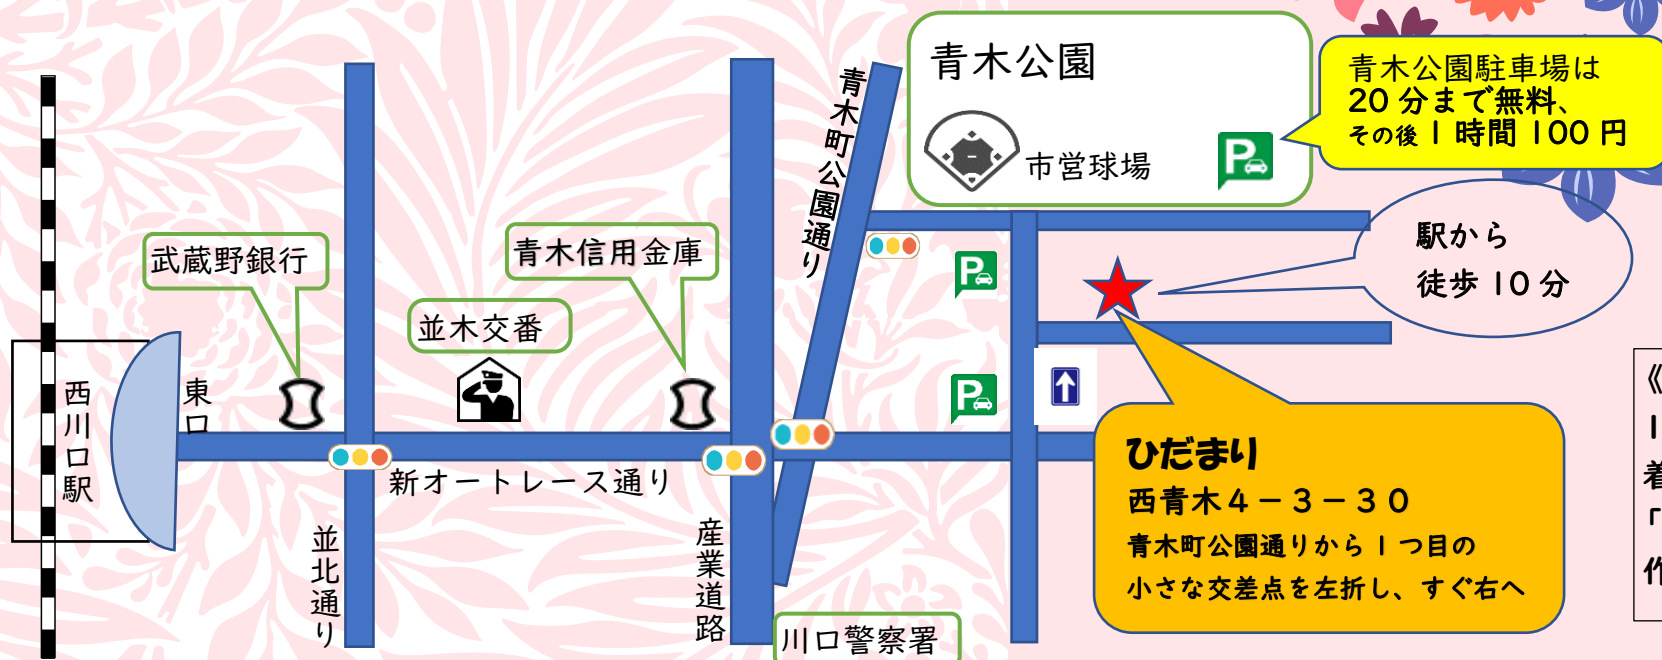 青木公園
市営球場
P
青木公園駐車場は
20分まで無料、
その後1時間100円
青木町公園通り
武蔵野銀行
青木信用金庫
並木交番
駅から
徒歩10分
P
P
西川口駅
東口
新オートレース通り
並北通り
産業道路
川口警察署
ひだまり
西青木4-3-30
青木町公園通りから1つ目の
小さな交差点を左折し、すぐ右へ
《
1
着
「
作